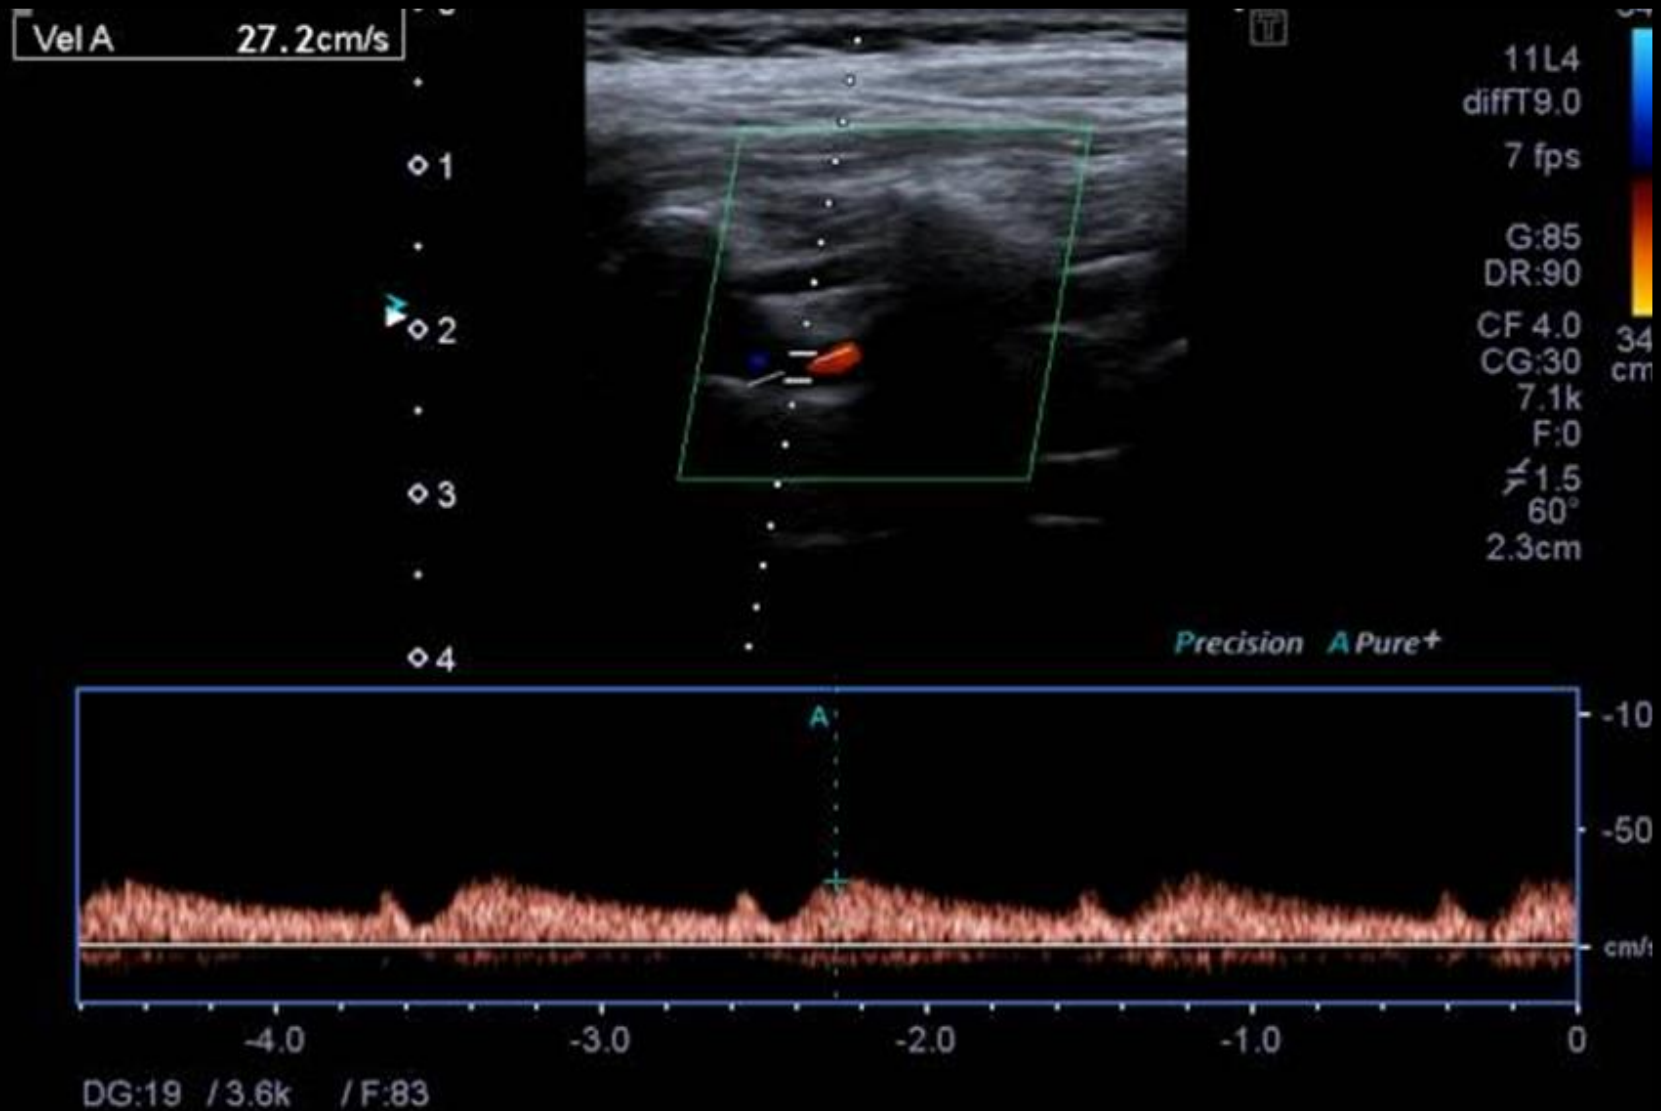 Vel A 27.2cm/s
T
11L4
diffT9.0
7 fps
1
G:85
DR:90
2
CF 4.0
34
CG:30
cm
7.1k
F:0
1.5
3
60°
2.3cm
Precision A Pure+
4
A
-10
-50
cm/s
-4.0 -3.0 -2.0 -1.0 0
DG:19 / 3.6k / F:83